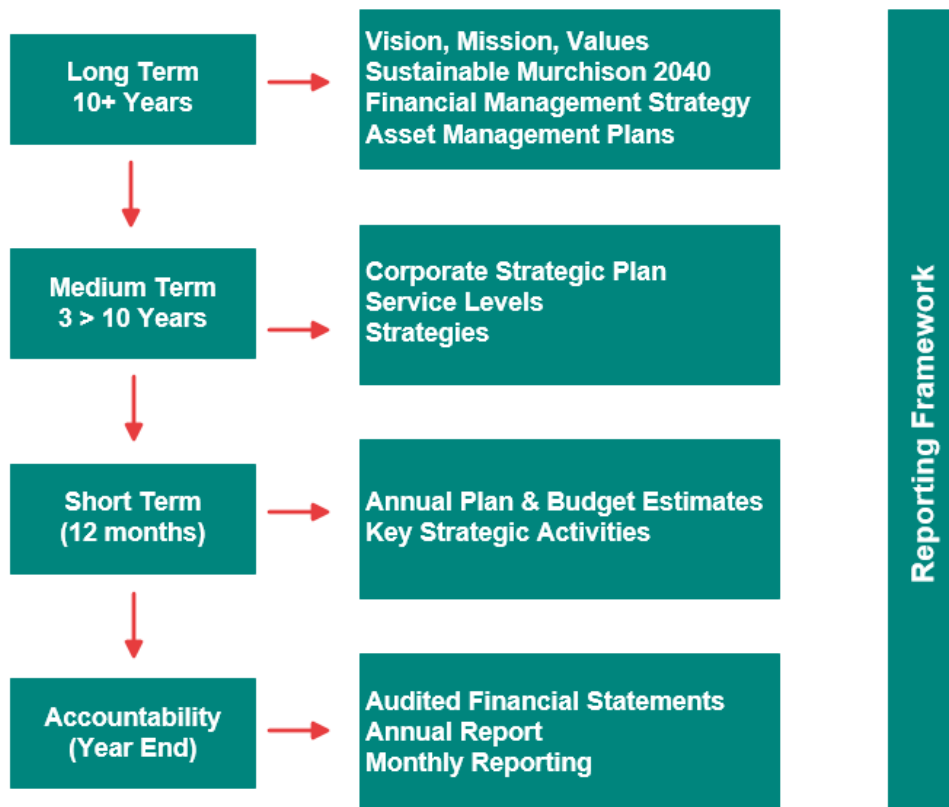 Long Term
10+ Years
Vision, Mission, Values
Sustainable Murchison 2040
Financial Management Strategy
Asset Management Plans
Medium Term
3 > 10 Years
Corporate Strategic Plan
Service Levels
Strategies
Short Term
(12 months)
Annual Plan & Budget Estimates
Key Strategic Activities
Accountability
(Year End)
Audited Financial Statements
Annual Report
Monthly Reporting
Reporting Framework